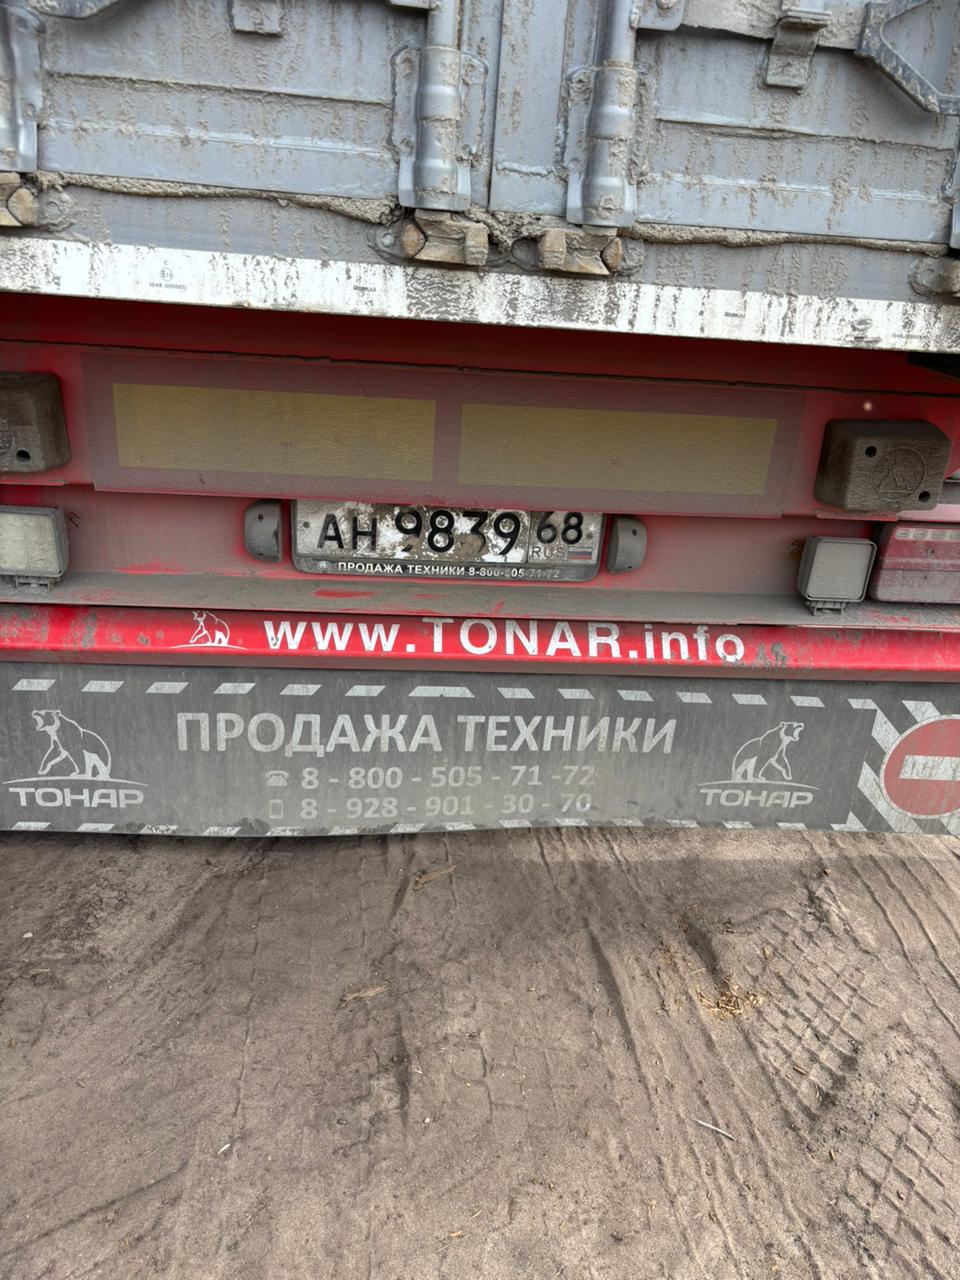 E11
АН 9839 68
RUS
ПРОДАЖА ТЕХНИКИ 8-800-505-71-72
www.TONAR.info
ПРОДАЖА ТЕХНИКИ
8 - 800 - 505 - 71 -72
8 - 928 - 901 - 30 - 70
ТОНАР
ТОНАР